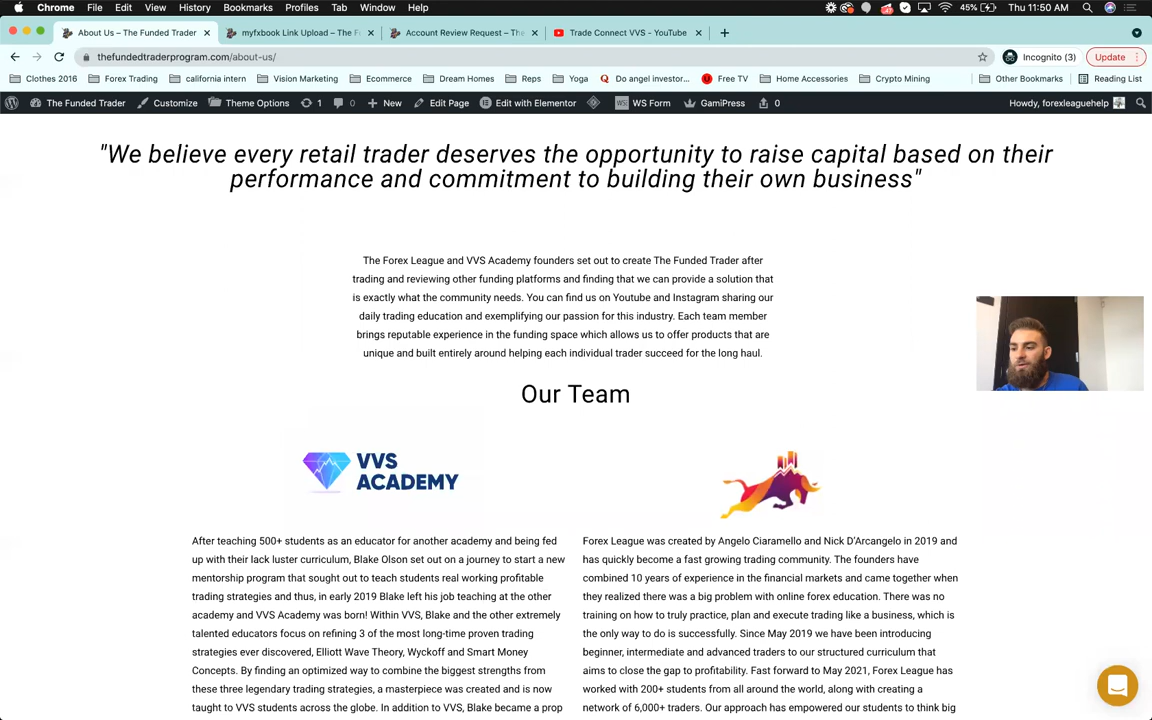 Chrome File Edit View History Bookmarks Profiles Tab Window Help 45% Thu 11:50 AM
About Us – The Funded Trader × myfxbook Link Upload – The F × Account Review Request – The × Trade Connect VVS - YouTube × +
thefundedtraderprogram.com/about-us/ Incognito (3) Update
Clothes 2016 Forex Trading california intern Vision Marketing Ecommerce Dream Homes Reps Yoga Do angel investor... Free TV Home Accessories Crypto Mining Other Bookmarks Reading List
The Funded Trader Customize Theme Options 1 0 New Edit Page Edit with Elementor WS Form GamiPress 0 Howdy, forexleaguehelp
"We believe every retail trader deserves the opportunity to raise capital based on their
performance and commitment to building their own business"
The Forex League and VVS Academy founders set out to create The Funded Trader after
trading and reviewing other funding platforms and finding that we can provide a solution that
is exactly what the community needs. You can find us on Youtube and Instagram sharing our
daily trading education and exemplifying our passion for this industry. Each team member
brings reputable experience in the funding space which allows us to offer products that are
unique and built entirely around helping each individual trader succeed for the long haul.
Our Team
VVS
ACADEMY
After teaching 500+ students as an educator for another academy and being fed
up with their lack luster curriculum, Blake Olson set out on a journey to start a new
mentorship program that sought out to teach students real working profitable
trading strategies and thus, in early 2019 Blake left his job teaching at the other
academy and VVS Academy was born! Within VVS, Blake and the other extremely
talented educators focus on refining 3 of the most long-time proven trading
strategies ever discovered, Elliott Wave Theory, Wyckoff and Smart Money
Concepts. By finding an optimized way to combine the biggest strengths from
these three legendary trading strategies, a masterpiece was created and is now
taught to VVS students across the globe. In addition to VVS, Blake became a prop
Forex League was created by Angelo Ciaramello and Nick D'Arcangelo in 2019 and
has quickly become a fast growing trading community. The founders have
combined 10 years of experience in the financial markets and came together when
they realized there was a big problem with online forex education. There was no
training on how to truly practice, plan and execute trading like a business, which is
the only way to do is successfully. Since May 2019 we have been introducing
beginner, intermediate and advanced traders to our structured curriculum that
aims to close the gap to profitability. Fast forward to May 2021, Forex League has
worked with 200+ students from all around the world, along with creating a
network of 6,000+ traders. Our approach has empowered our students to think big